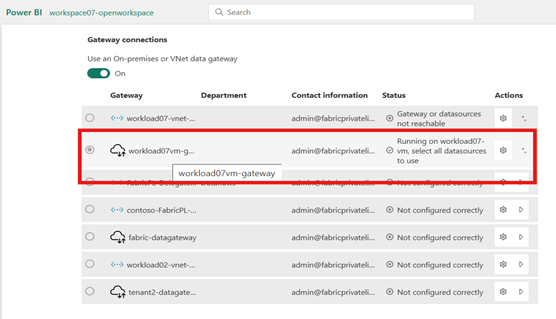 Power BI workspace07-openworkspace
Search
Gateway connections
Use an On-premises or VNet data gateway
On
Gateway Department Contact information Status Actions
workload07-vnet-... admin@fabricprivateli... Gateway or datasources
not reachable
workload07vm-g... admin@fabricprivateli... Running on workload07-
vm, select all datasources
to use
workload07vm-gateway
admin@fabricprivateli... Not configured correctly
contoso-FabricPL-... admin@fabricprivateli... Not configured correctly
fabric-datagateway admin@fabricprivateli... Not configured correctly
workload02-vnet-... admin@fabricprivateli... Not configured correctly
tenant2-datagate... admin@fabricprivateli... Not configured correctly